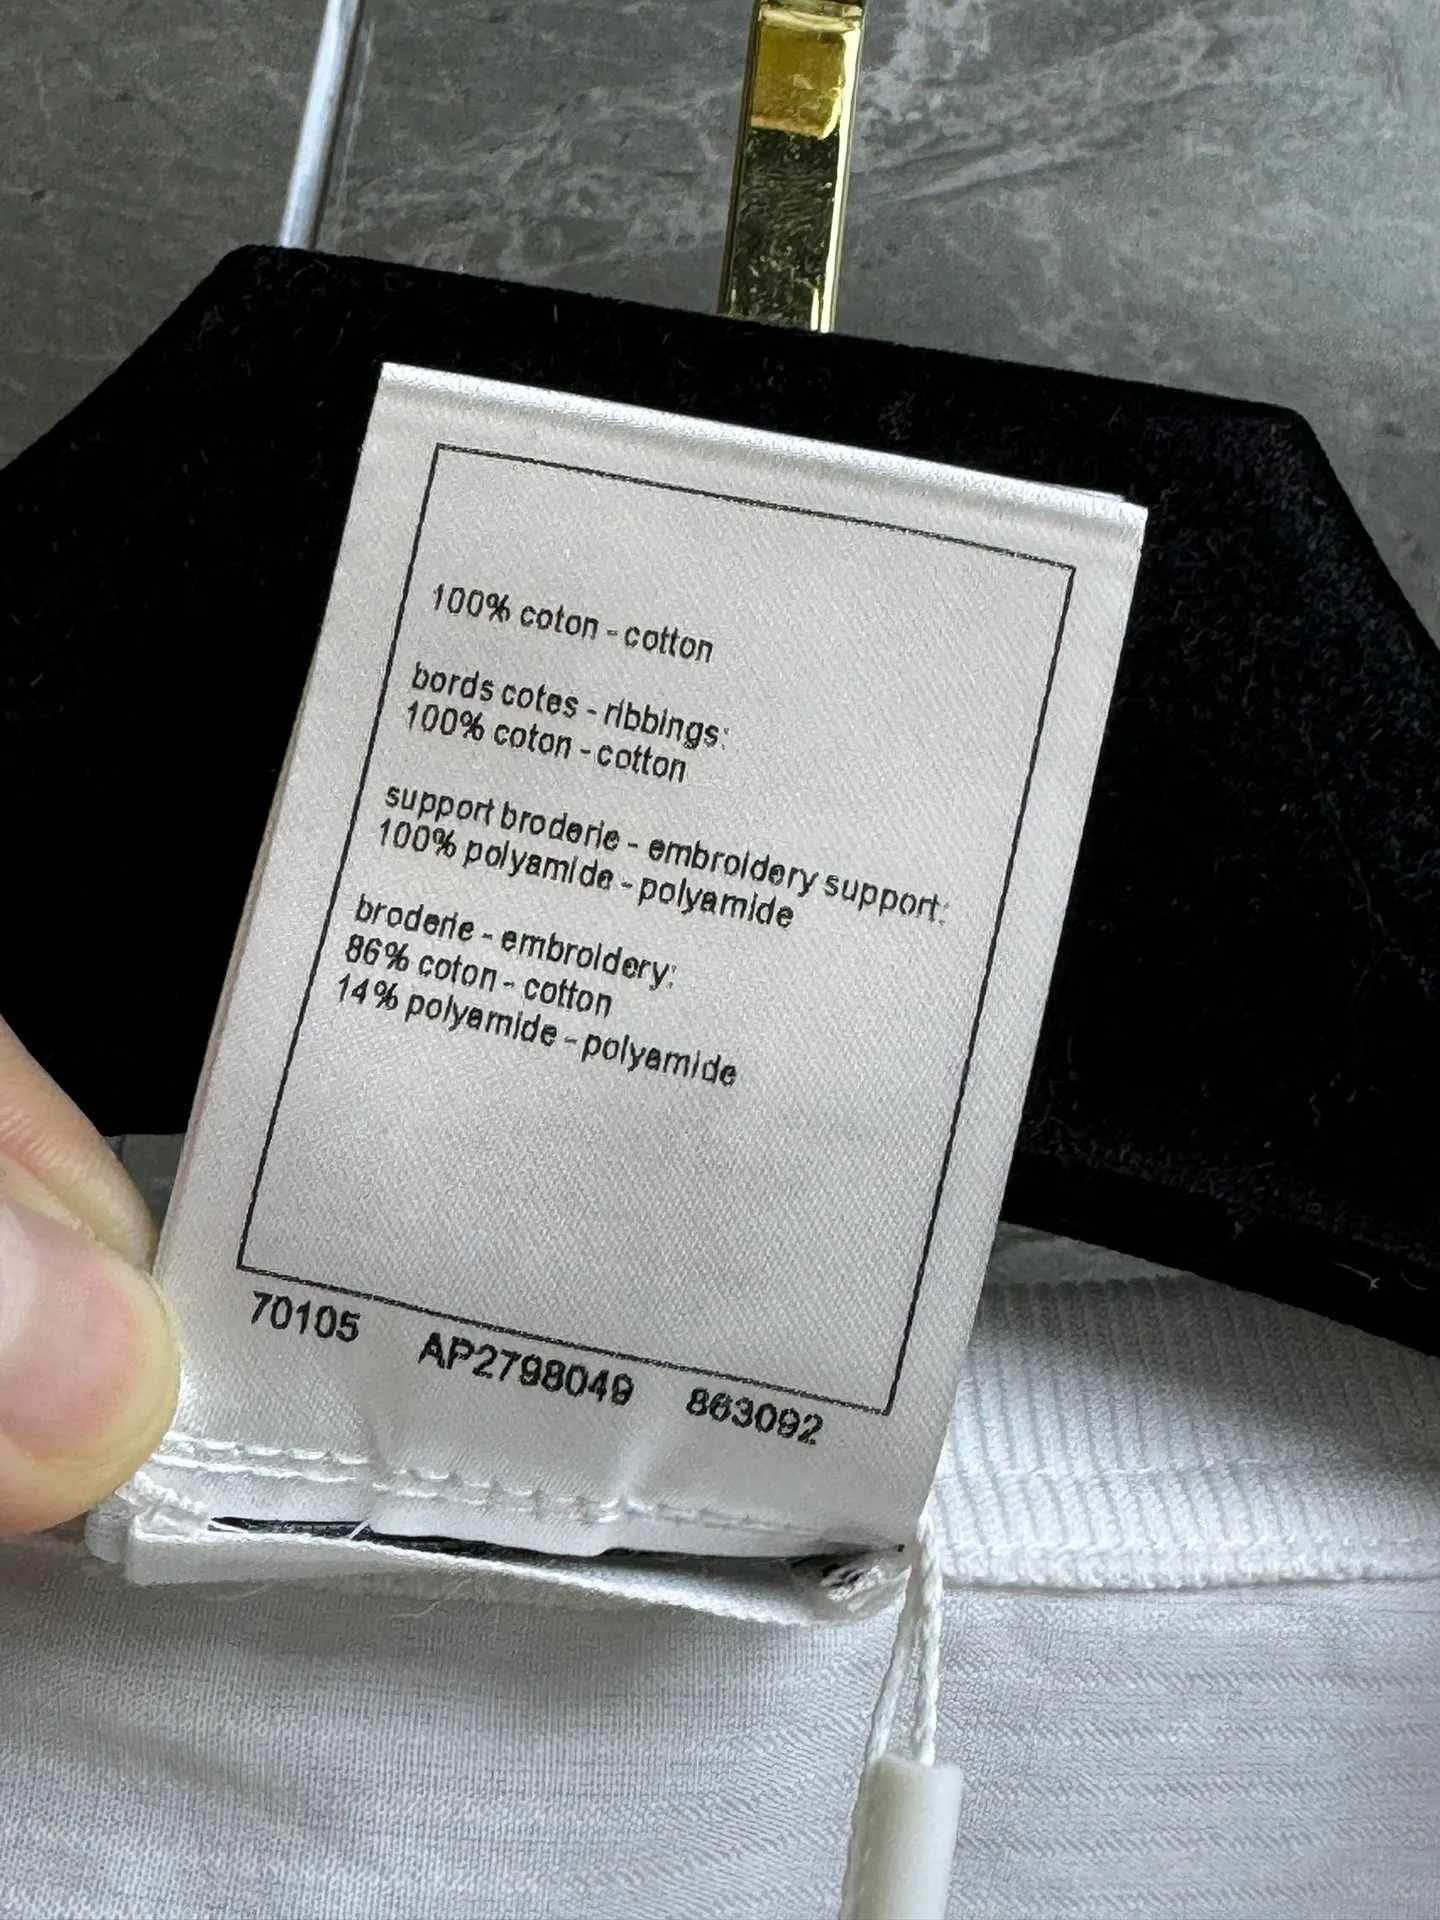 100% coton - cotton
bords cotes - ribbings:
100% coton - cotton
support broderie - embroidery support:
100% polyamide - polyamide
broderie - embroidery:
86% coton - cotton
14% polyamide - polyamide
70105 AP2798049 863092